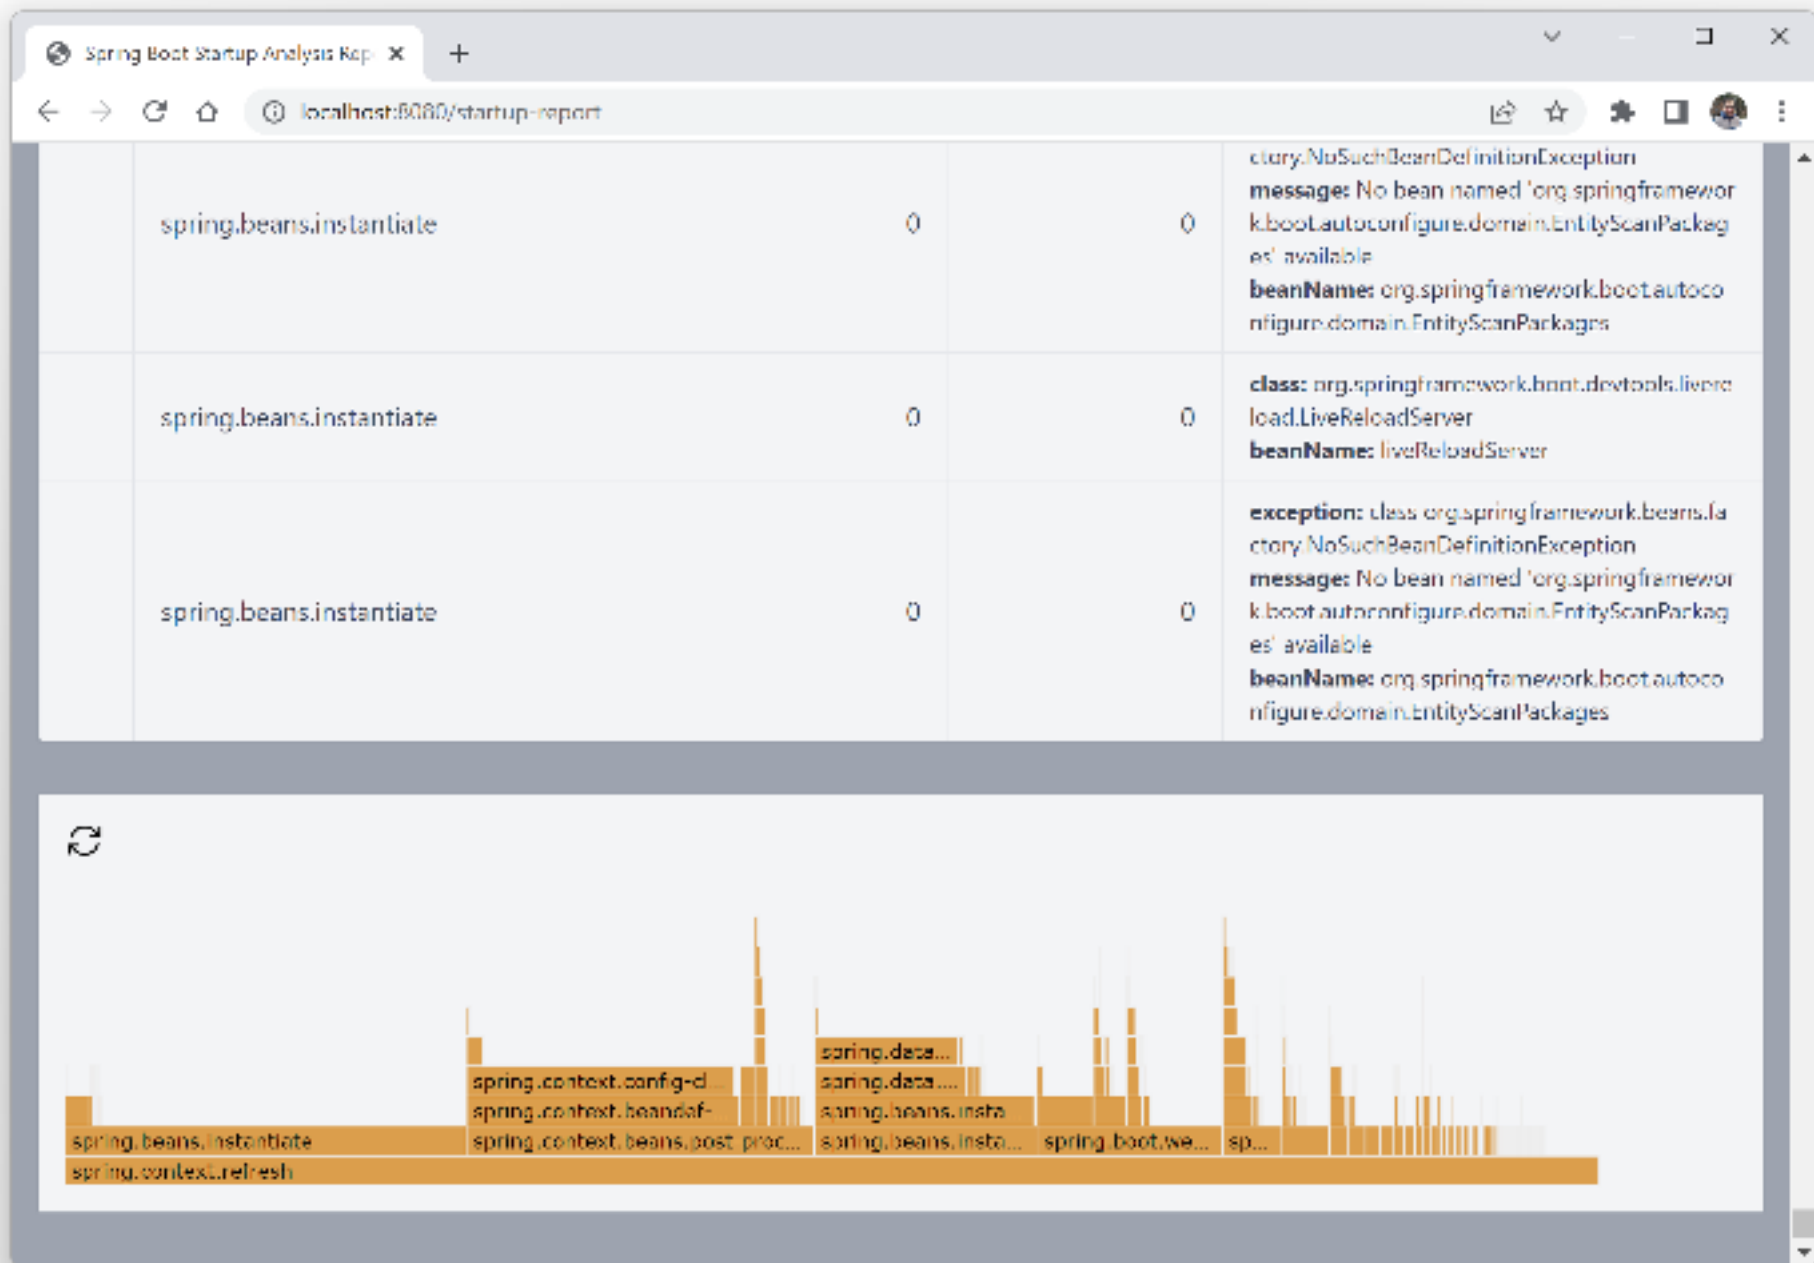 Spring Boot Startup Analysis Rep
localhost:8080/startup-report
ctory.NoSuchBeanDefinitionException
message: No bean named 'org.springframewor
spring.beans.instantiate 0 0 k.boot.autoconfigure.domain.EntityScanPackag
es' available
beanName: org.springframework.boot.autoco
nfigure.domain.EntityScanPackages
class: org.springframework.boot.devtools.livere
spring.beans.instantiate 0 0 load.LiveReloadServer
beanName: liveReloadServer
exception: class org.springframework.beans.fa
ctory.NoSuchBeanDefinitionException
message: No bean named 'org.springframewor
spring.beans.instantiate 0 0 k.boot.autoconfigure.domain.EntityScanPackag
es' available
beanName: org.springframework.boot.autoco
nfigure.domain.EntityScanPackages
spring.data...
spring.context.config-cl... spring.data....
spring.context.beandef-... spring.beans.insta...
spring.beans.instantiate spring.context.beans.post-proc... spring.beans.insta... spring.boot.we... sp...
spring.context.refresh